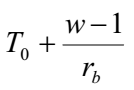 T_0 + \frac{w-1}{r_b}